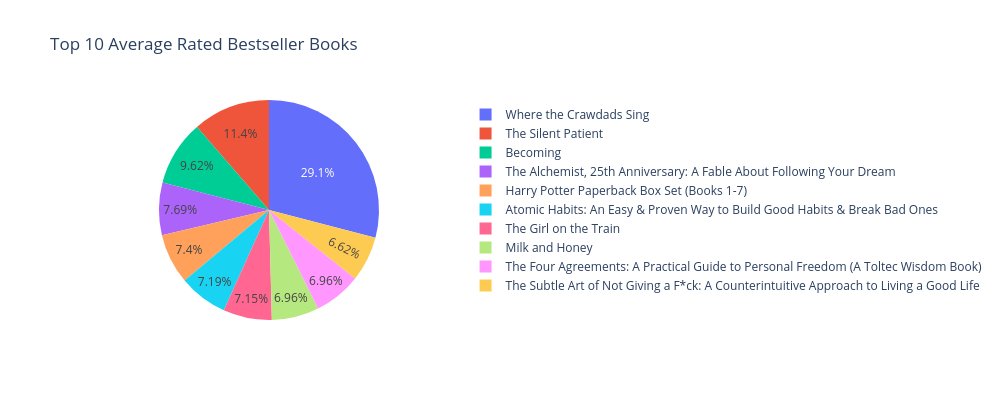 Top 10 Average Rated Bestseller Books
11.4%
29.1%
9.62%
7.69%
7.4%
6.62%
7.19%
6.96%
7.15%
6.96%
Where the Crawdads Sing
The Silent Patient
Becoming
The Alchemist, 25th Anniversary: A Fable About Following Your Dream
Harry Potter Paperback Box Set (Books 1-7)
Atomic Habits: An Easy & Proven Way to Build Good Habits & Break Bad Ones
The Girl on the Train
Milk and Honey
The Four Agreements: A Practical Guide to Personal Freedom (A Toltec Wisdom Book)
The Subtle Art of Not Giving a F*ck: A Counterintuitive Approach to Living a Good Life